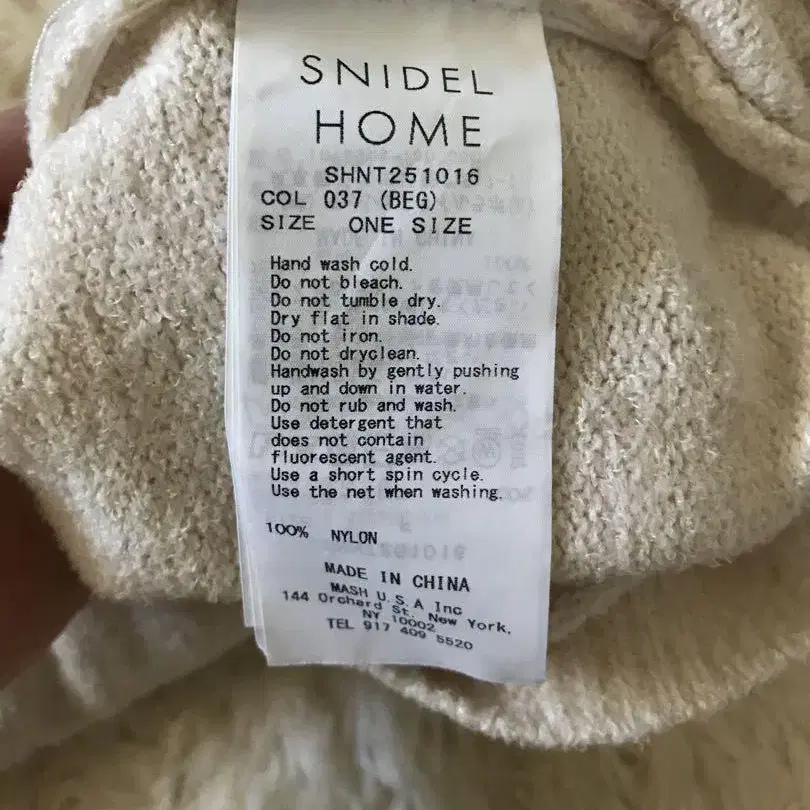 SNIDEL
HOME
SHNT251016
COL 037 (BEG)
SIZE ONE SIZE
Hand wash cold.
Do not bleach.
Do not tumble dry.
Dry flat in shade.
Do not iron.
Do not dryclean.
Handwash by gently pushing
up and down in water.
Do not rub and wash.
Use detergent that
does not contain
fluorescent agent.
Use a short spin cycle.
Use the net when washing.
100% NYLON
MADE IN CHINA
MASH U.S.A Inc
144 Orchard St. New York,
NY 10002
TEL 917 409 5520